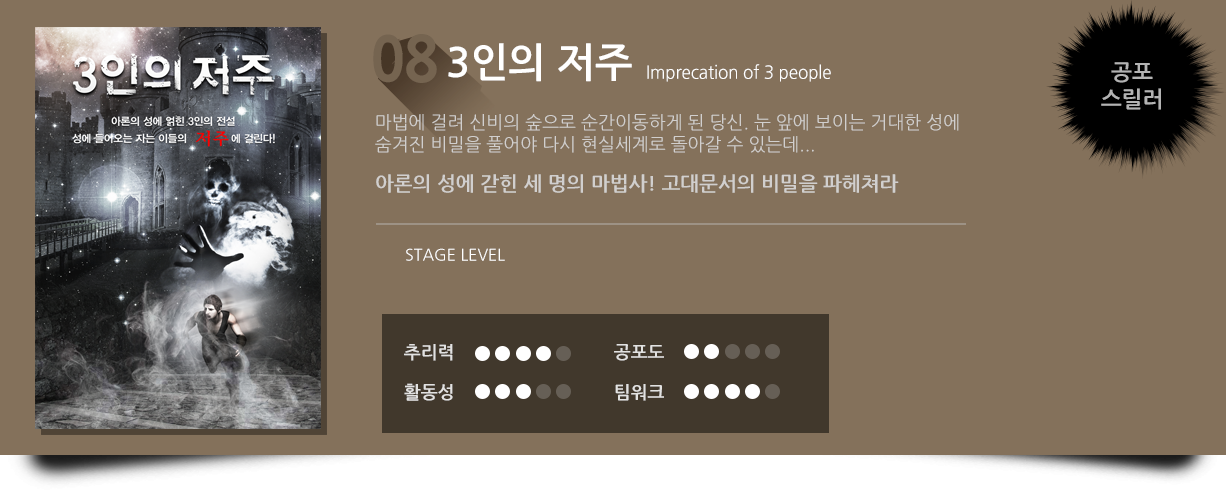 3인의 저주
아론의 성에 얽힌 3인의 전설
성에 들어오는 자는 이들의 저주에 걸린다!
08 3인의 저주 Imprecation of 3 people
마법에 걸려 신비의 숲으로 순간이동하게 된 당신. 눈 앞에 보이는 거대한 성에
숨겨진 비밀을 풀어야 다시 현실세계로 돌아갈 수 있는데...
아론의 성에 갇힌 세 명의 마법사! 고대문서의 비밀을 파헤쳐라
STAGE LEVEL
추리력 공포도
활동성 팀워크
공포
스릴러